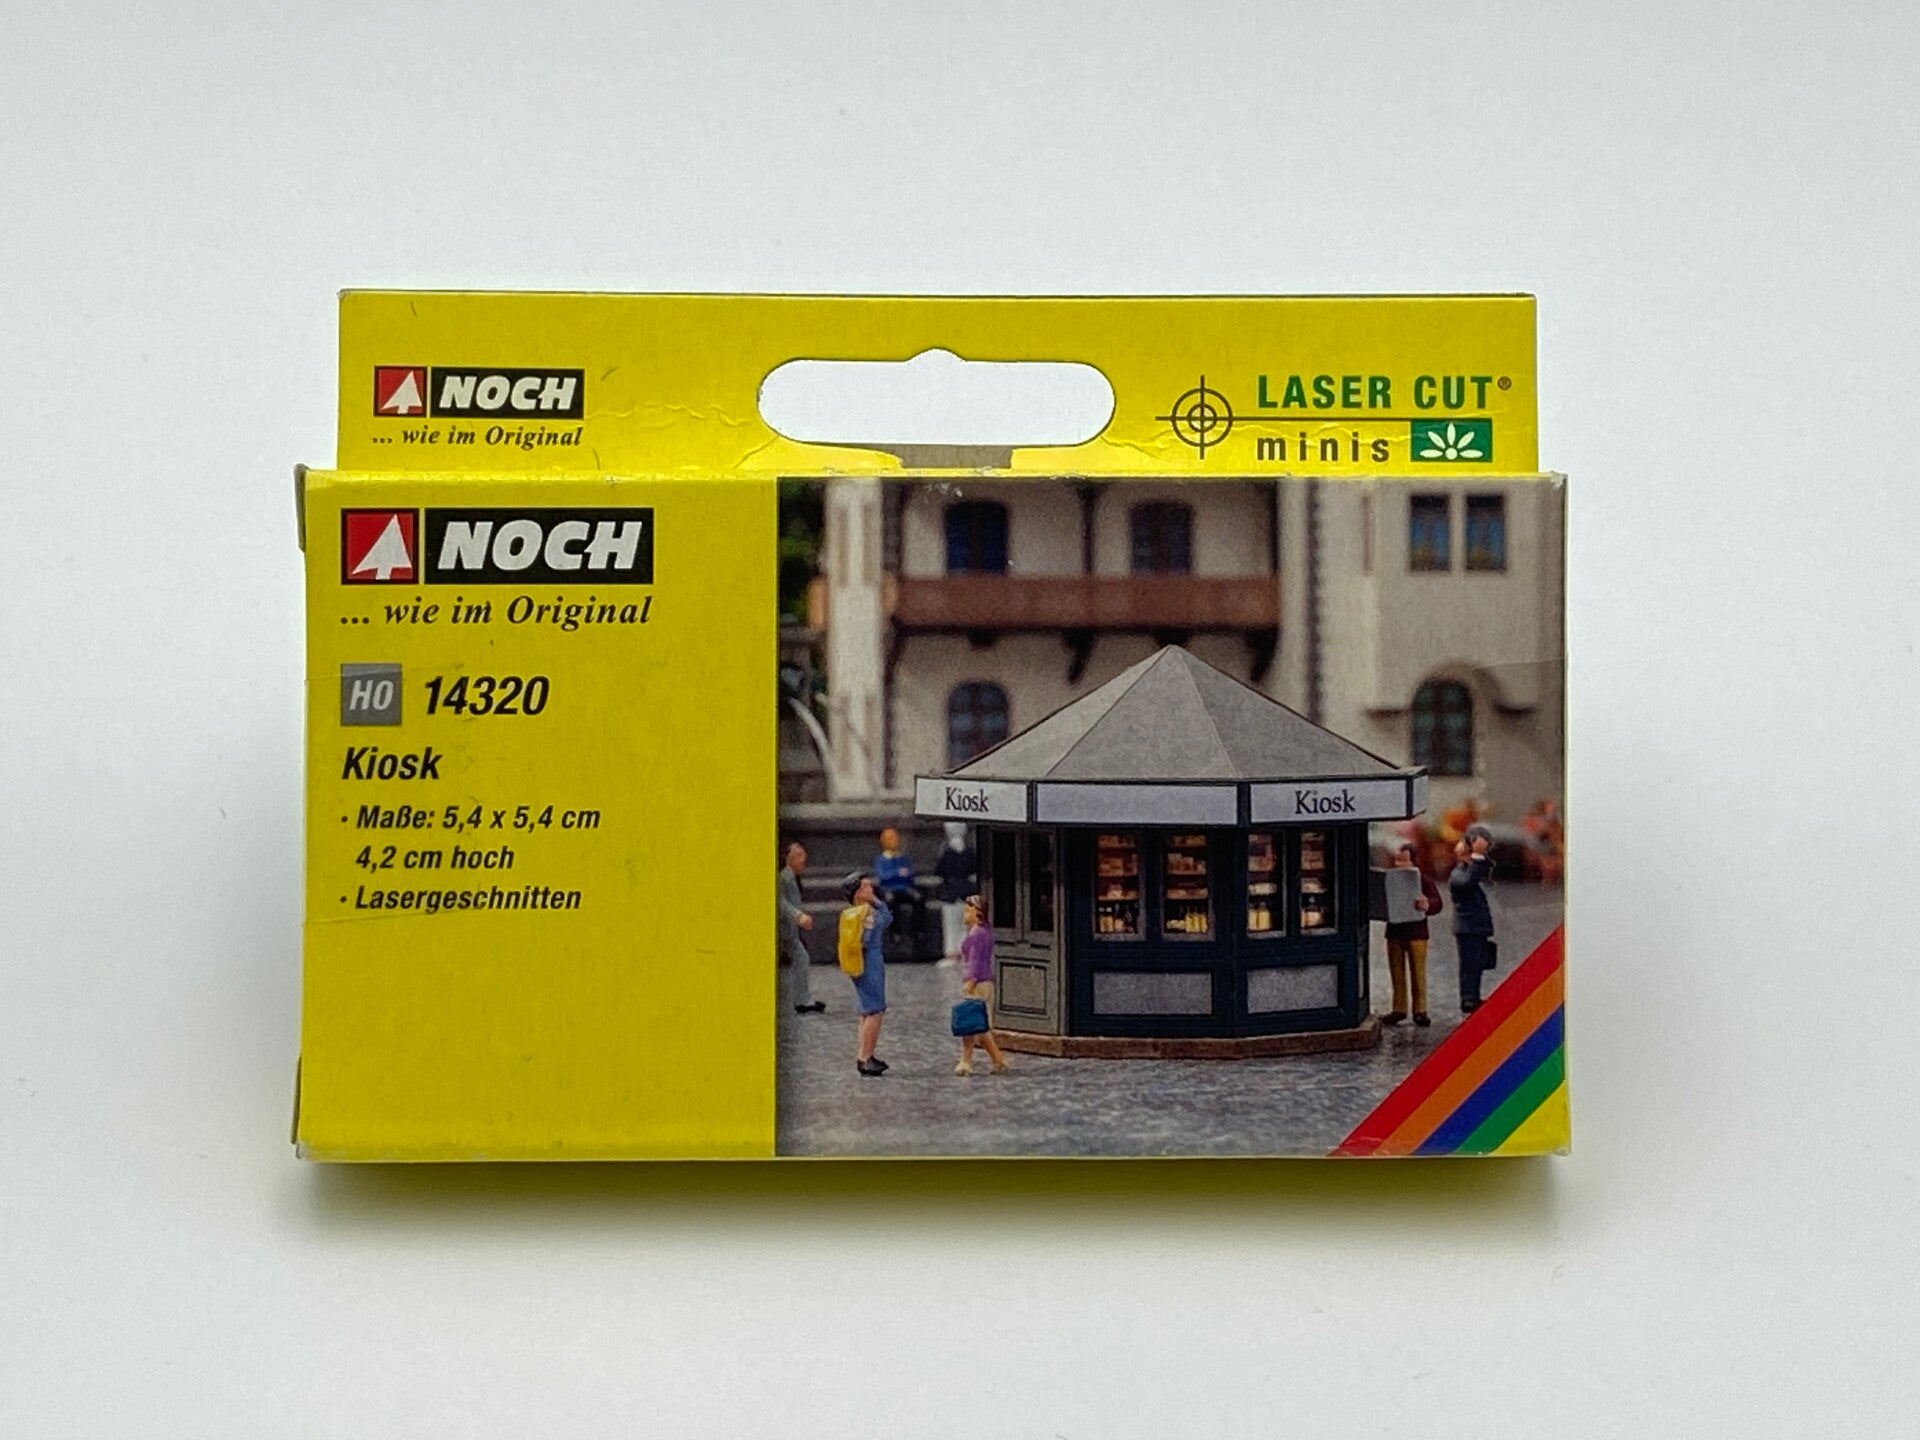 NOCH
... wie im Original
LASER CUT®
minis
NOCH
... wie im Original
H0 14320
Kiosk
· Maße: 5,4 x 5,4 cm
4,2 cm hoch
· Lasergeschnitten
Kiosk
Kiosk